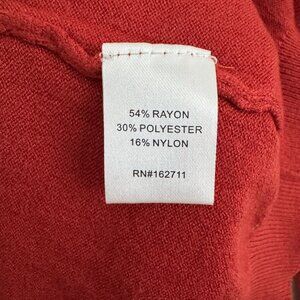 54% RAYON
30% POLYESTER
16% NYLON
RN#162711